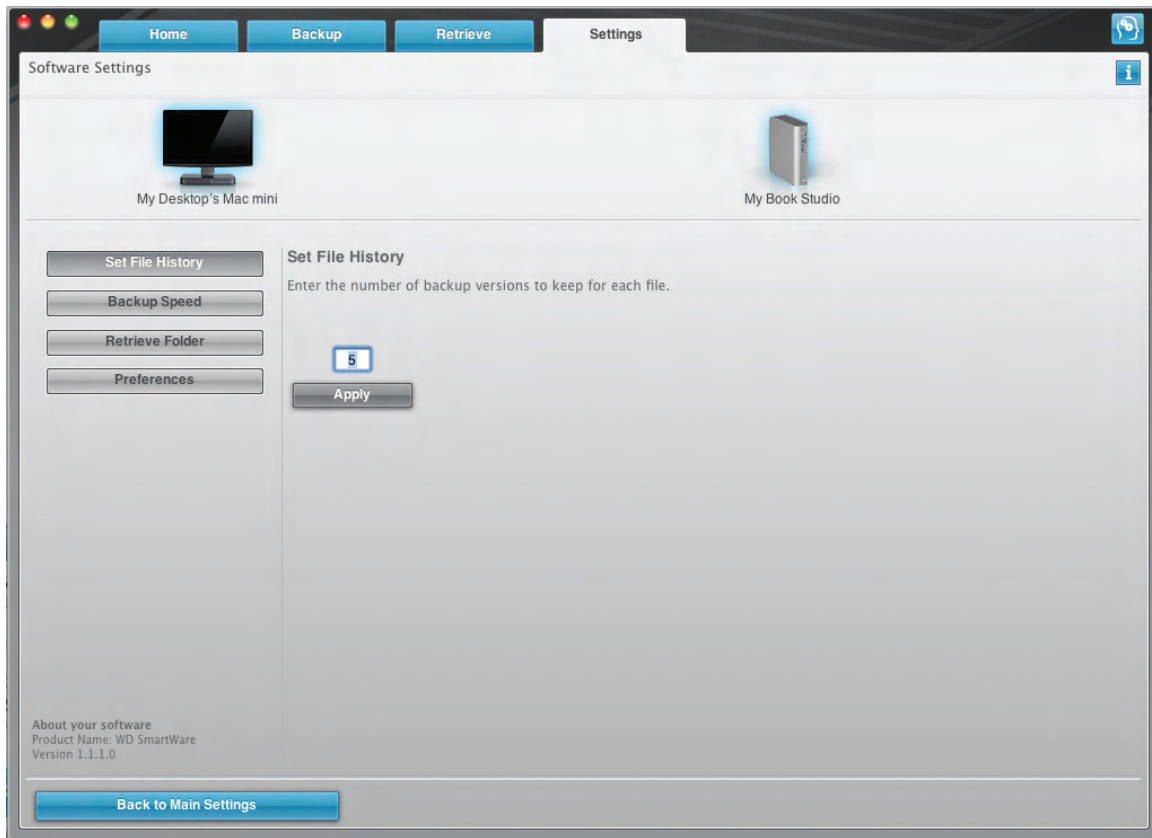 Home
Backup
Retrieve
Settings
Software Settings
i
My Desktop's Mac mini
My Book Studio
Set File History
Backup Speed
Retrieve Folder
Preferences
Set File History
Enter the number of backup versions to keep for each file.
5
Apply
About your software
Product Name: WD SmartWare
Version 1.1.1.0
Back to Main Settings